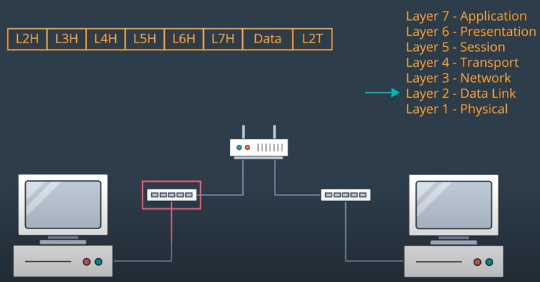 L2H L3H L4H L5H L6H L7H Data L2T
Layer 7 - Application
Layer 6 - Presentation
Layer 5 - Session
Layer 4 - Transport
Layer 3 - Network
Layer 2 - Data Link
Layer 1 - Physical